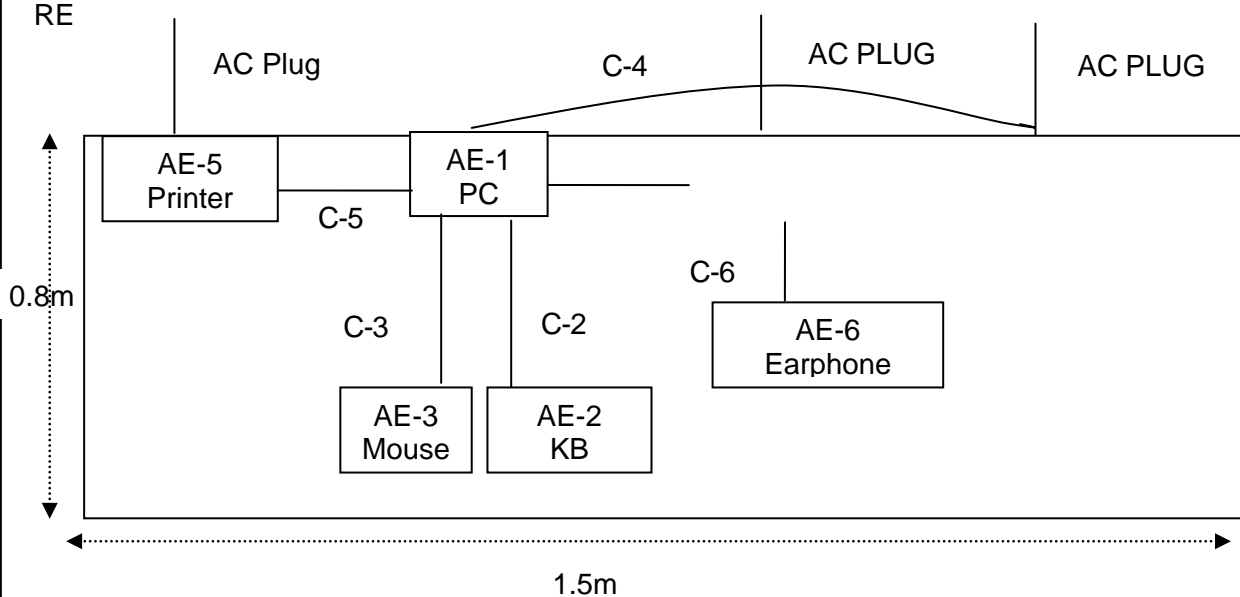 RE
AC Plug
C-4
AC PLUG
AC PLUG
AE-5
Printer
AE-1
PC
C-5
0.8m
C-6
C-3
C-2
AE-6
Earphone
AE-3
Mouse
AE-2
KB
1.5m